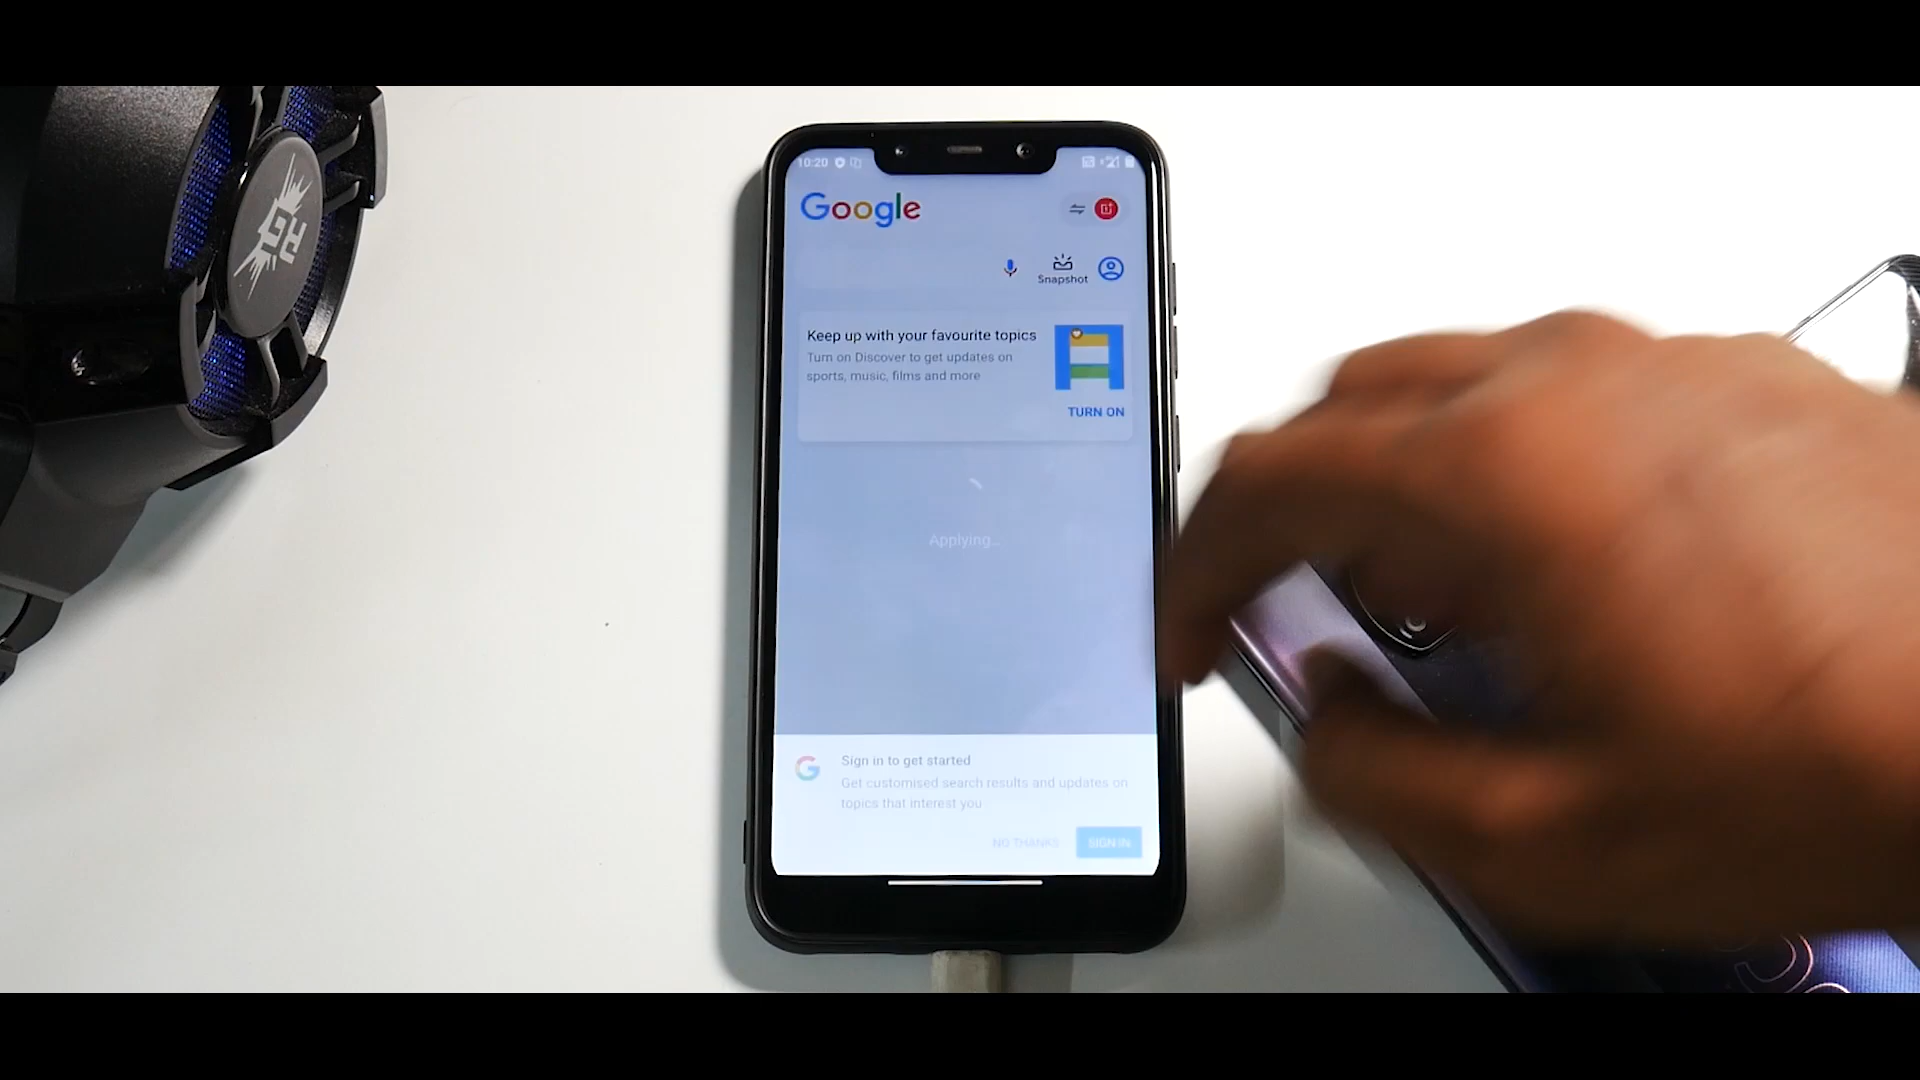 10:20
Google
Snapshot
Keep up with your favourite topics
Turn on Discover to get updates on
sports, music, films and more
TURN ON
Applying...
Sign in to get started
Get customised search results and updates on
topics that interest you
NO THANKS
SIGN IN